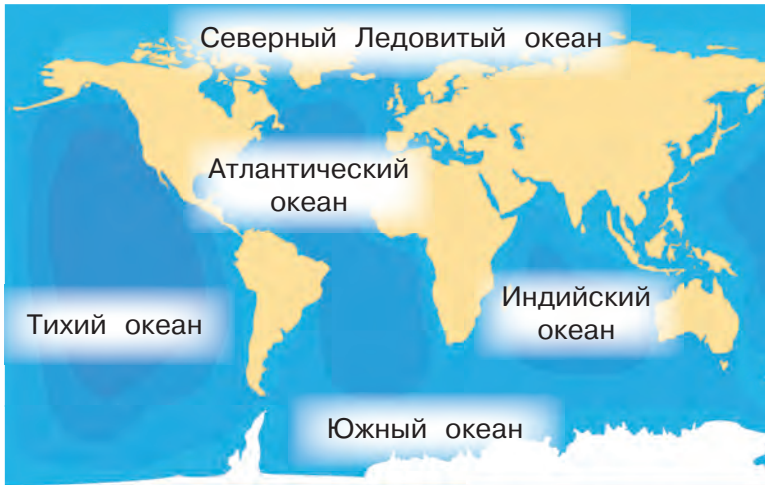 Северный Ледовитый океан
Атлантический
океан
Индийский
океан
Тихий океан
Южный океан